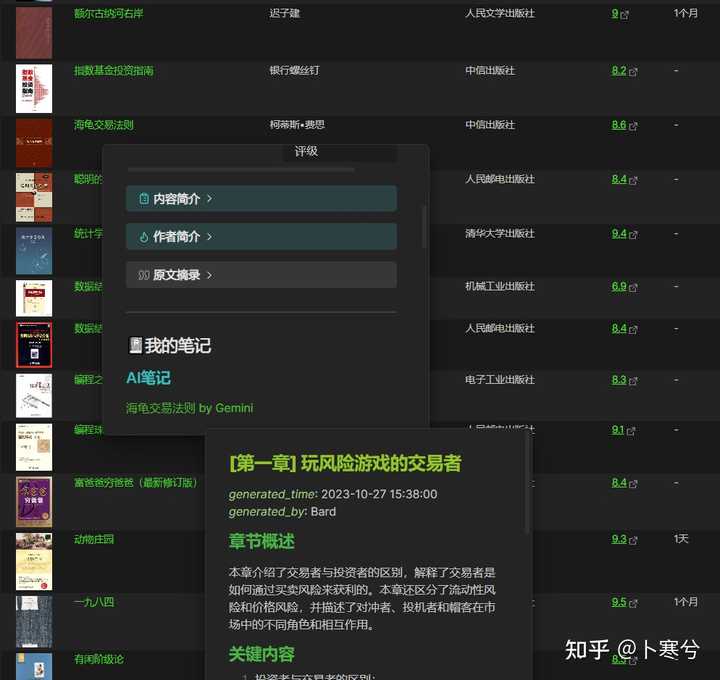 额尔古纳河右岸 迟子建 人民文学出版社 9 1个月
指数基金投资指南 银行螺丝钉 中信出版社 8.2 -
海龟交易法则 柯蒂斯•费思 中信出版社 8.6 -
评级
聪明的 人民邮电出版社 8.4 -
内容简介
统计学 清华大学出版社 9.4 -
作者简介
原文摘录
数据结 机械工业出版社 6.9 -
数据结 人民邮电出版社 8.4 -
我的笔记
AI笔记
编程之 电子工业出版社 8.3 -
海龟交易法则 by Gemini
编程珠 人民邮电出版社 9.1 -
[第一章] 玩风险游戏的交易者
富爸爸穷爸爸（最新修订版） 8.4 -
generated_time: 2023-10-27 15:38:00
generated_by: Bard
动物庄园 9.3 1天
章节概述
本章介绍了交易者与投资者的区别，解释了交易者是
如何通过买卖风险来获利的。本章还区分了流动性风
险和价格风险，并描述了对冲者、投机者和帽客在市
场中的不同角色和相互作用。
一九八四 9.5 1个月
关键内容
有闲阶级论
1. 投资者与交易者的区别：
知乎 @卜寒兮